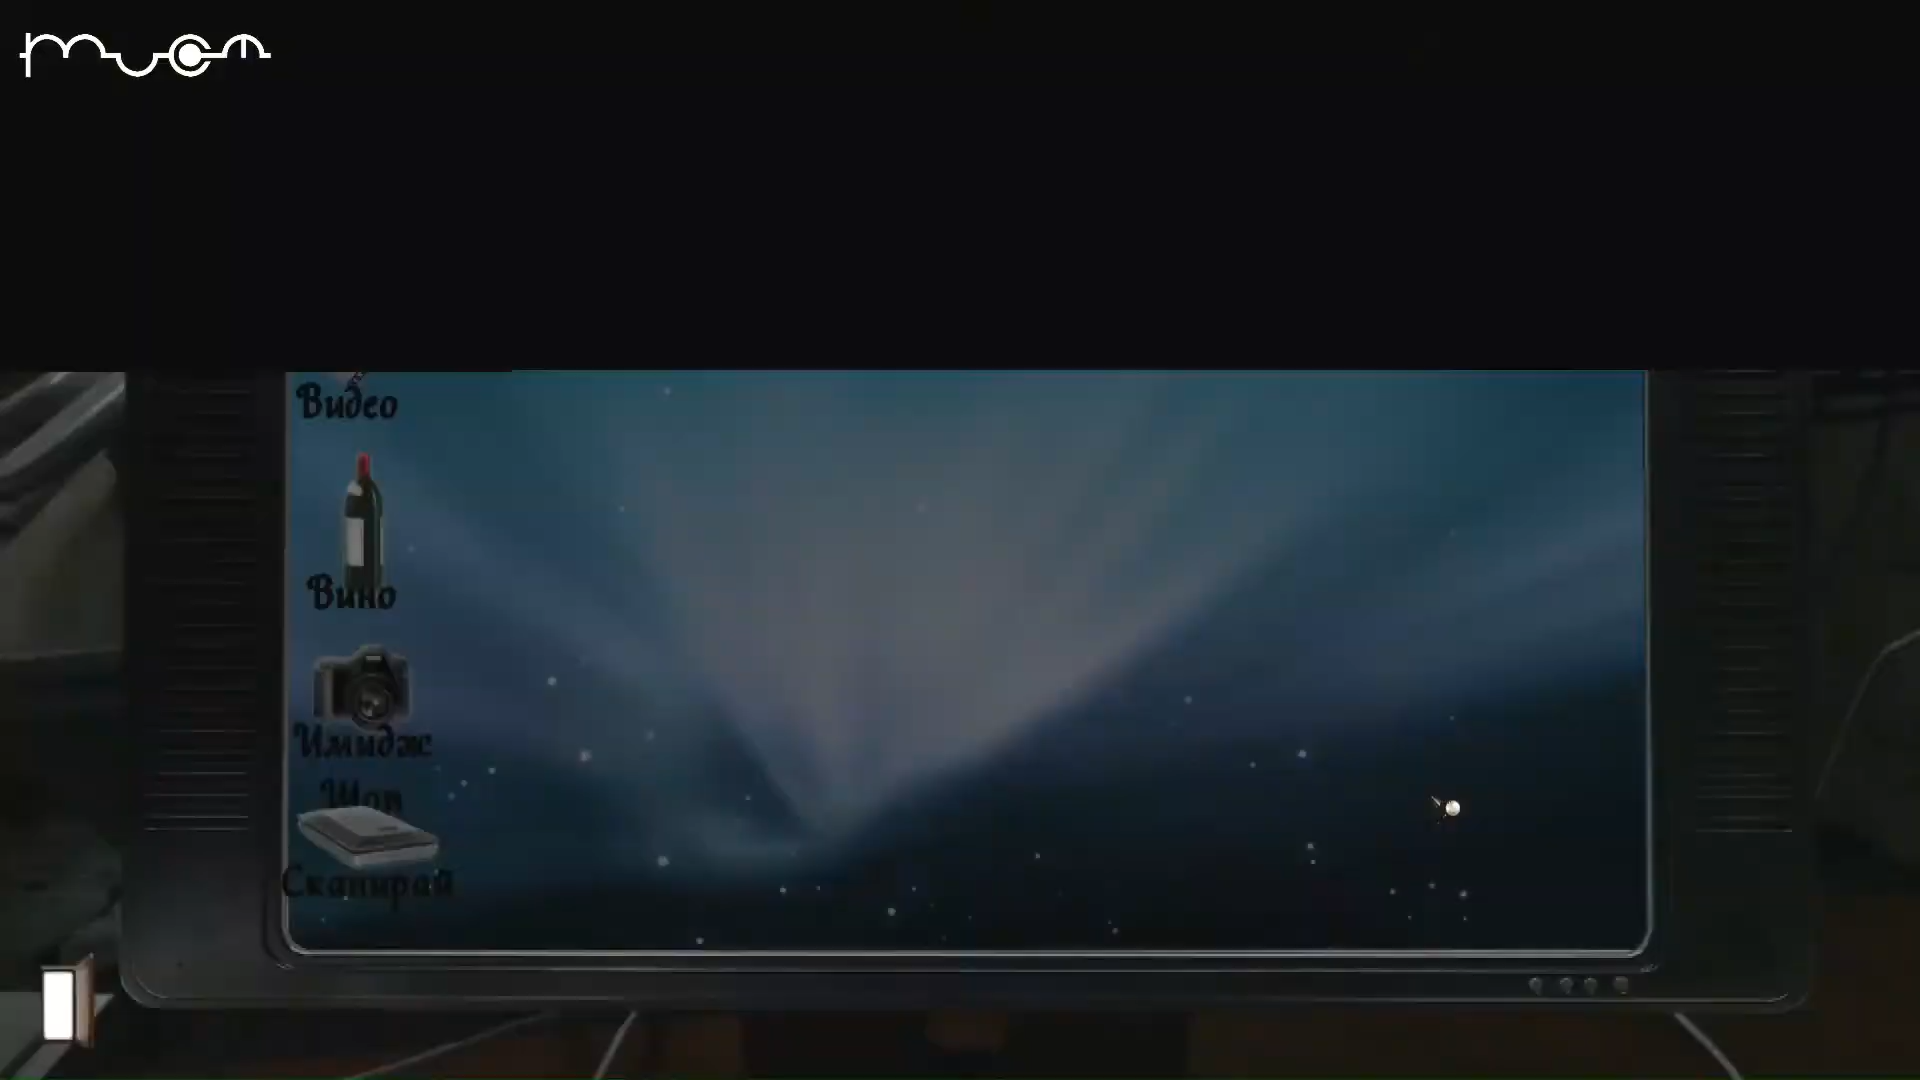 Видео
Вино
Имидж
Шоп
Сканирай